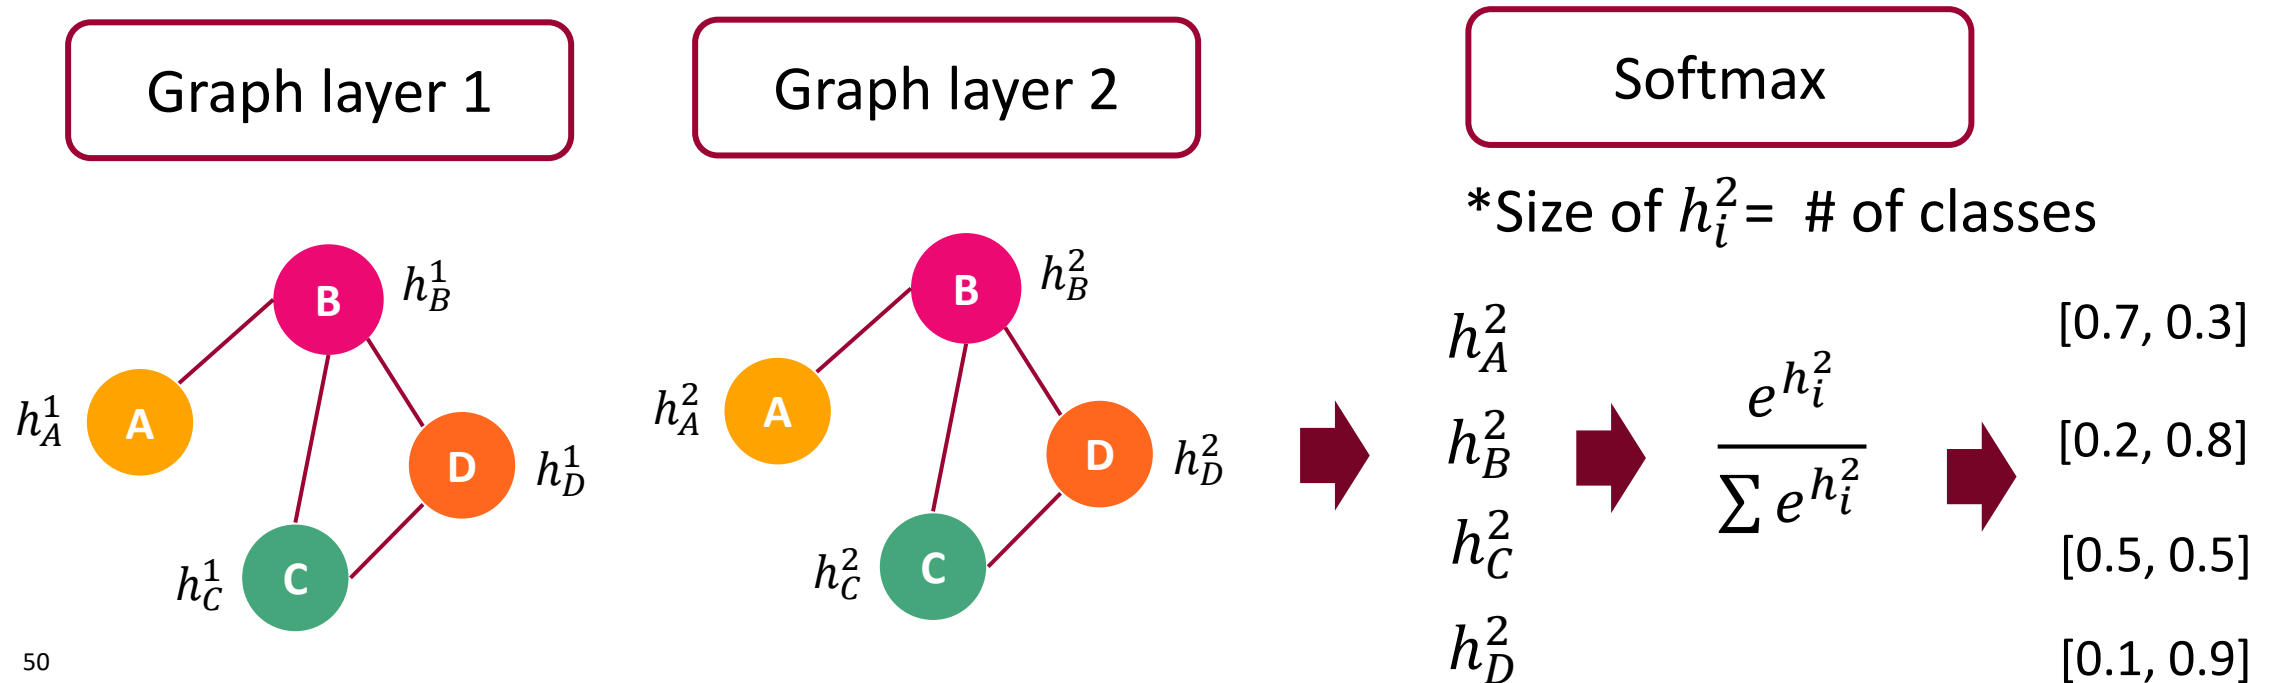 Graph layer 1
Graph layer 2
Softmax
*Size of $h_i^2$ = # of classes
B $h_B^1$
$h_A^1$ A
D $h_D^1$
$h_C^1$ C
B $h_B^2$
$h_A^2$ A
D $h_D^2$
$h_C^2$ C
$h_A^2$
$h_B^2$
$h_C^2$
$h_D^2$
$\frac{e^{h_i^2}}{\sum e^{h_i^2}}$
[0.7, 0.3]
[0.2, 0.8]
[0.5, 0.5]
[0.1, 0.9]
50